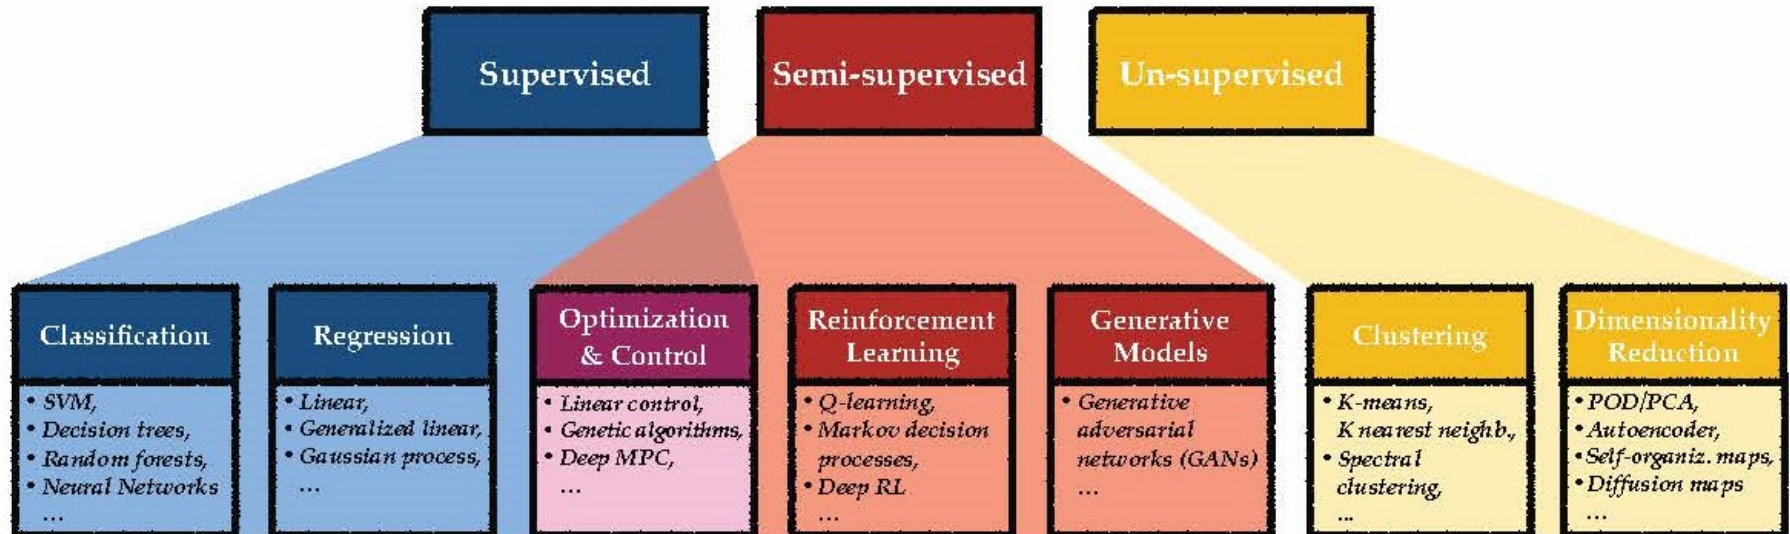 Supervised
Semi-supervised
Un-supervised
Classification
• SVM,
• Decision trees,
• Random forests,
• Neural Networks
...
Regression
• Linear,
• Generalized linear,
• Gaussian process,
...
Optimization
& Control
• Linear control,
• Genetic algorithms,
• Deep MPC,
...
Reinforcement
Learning
• Q-learning,
• Markov decision
processes,
• Deep RL
...
Generative
Models
• Generative
adversarial
networks (GANs)
...
Clustering
• K-means,
K nearest neighb.,
• Spectral
clustering,
...
Dimensionality
Reduction
• POD/PCA,
• Autoencoder,
• Self-organiz. maps,
• Diffusion maps
...